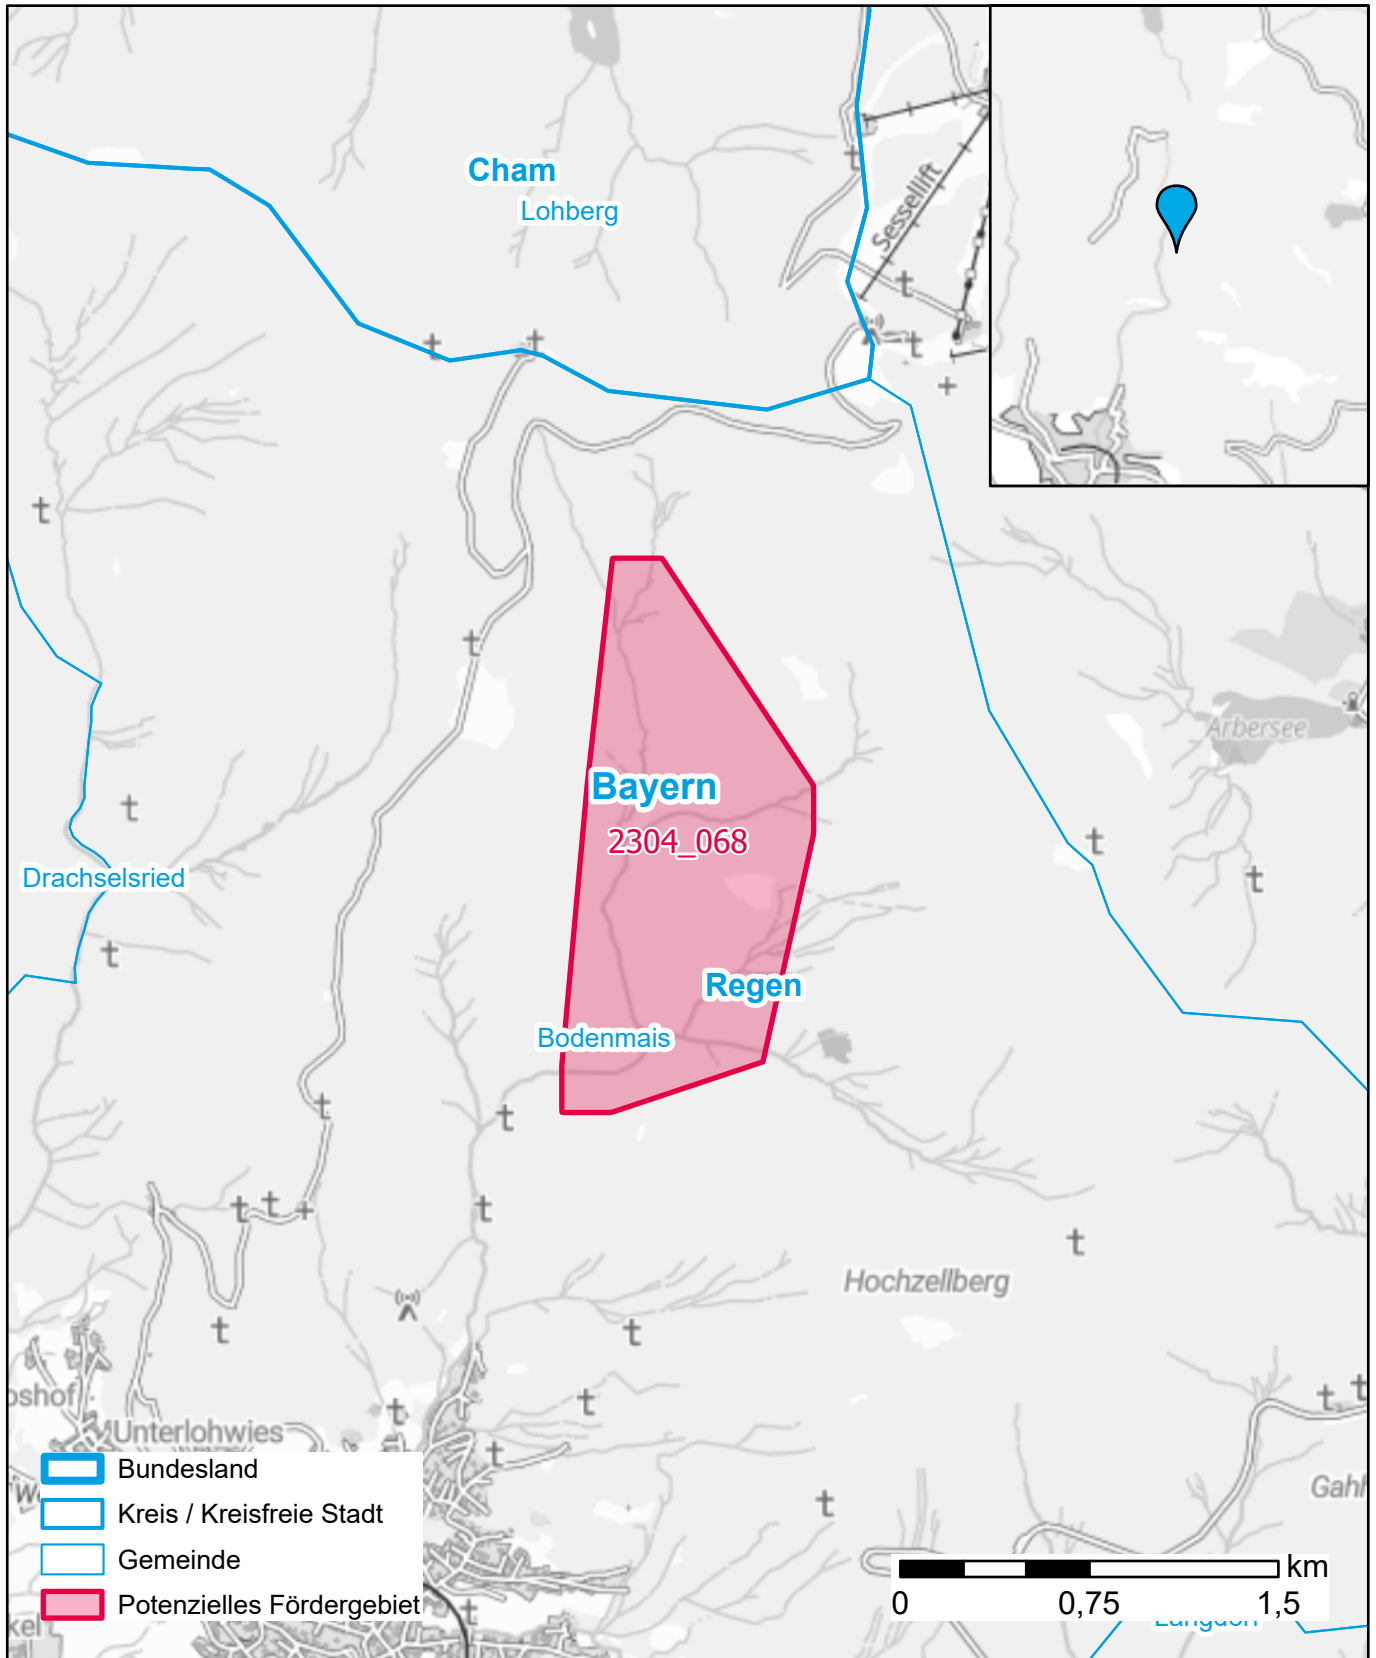 Cham
Lohberg
Sessellift
Arbersee
Bayern
2304_068
Drachselsried
Regen
Bodenmais
Hochzellberg
Unterlohwies
Bundesland
Kreis / Kreisfreie Stadt
Gemeinde
Potenzielles Fördergebiet
km
0 0,75 1,5